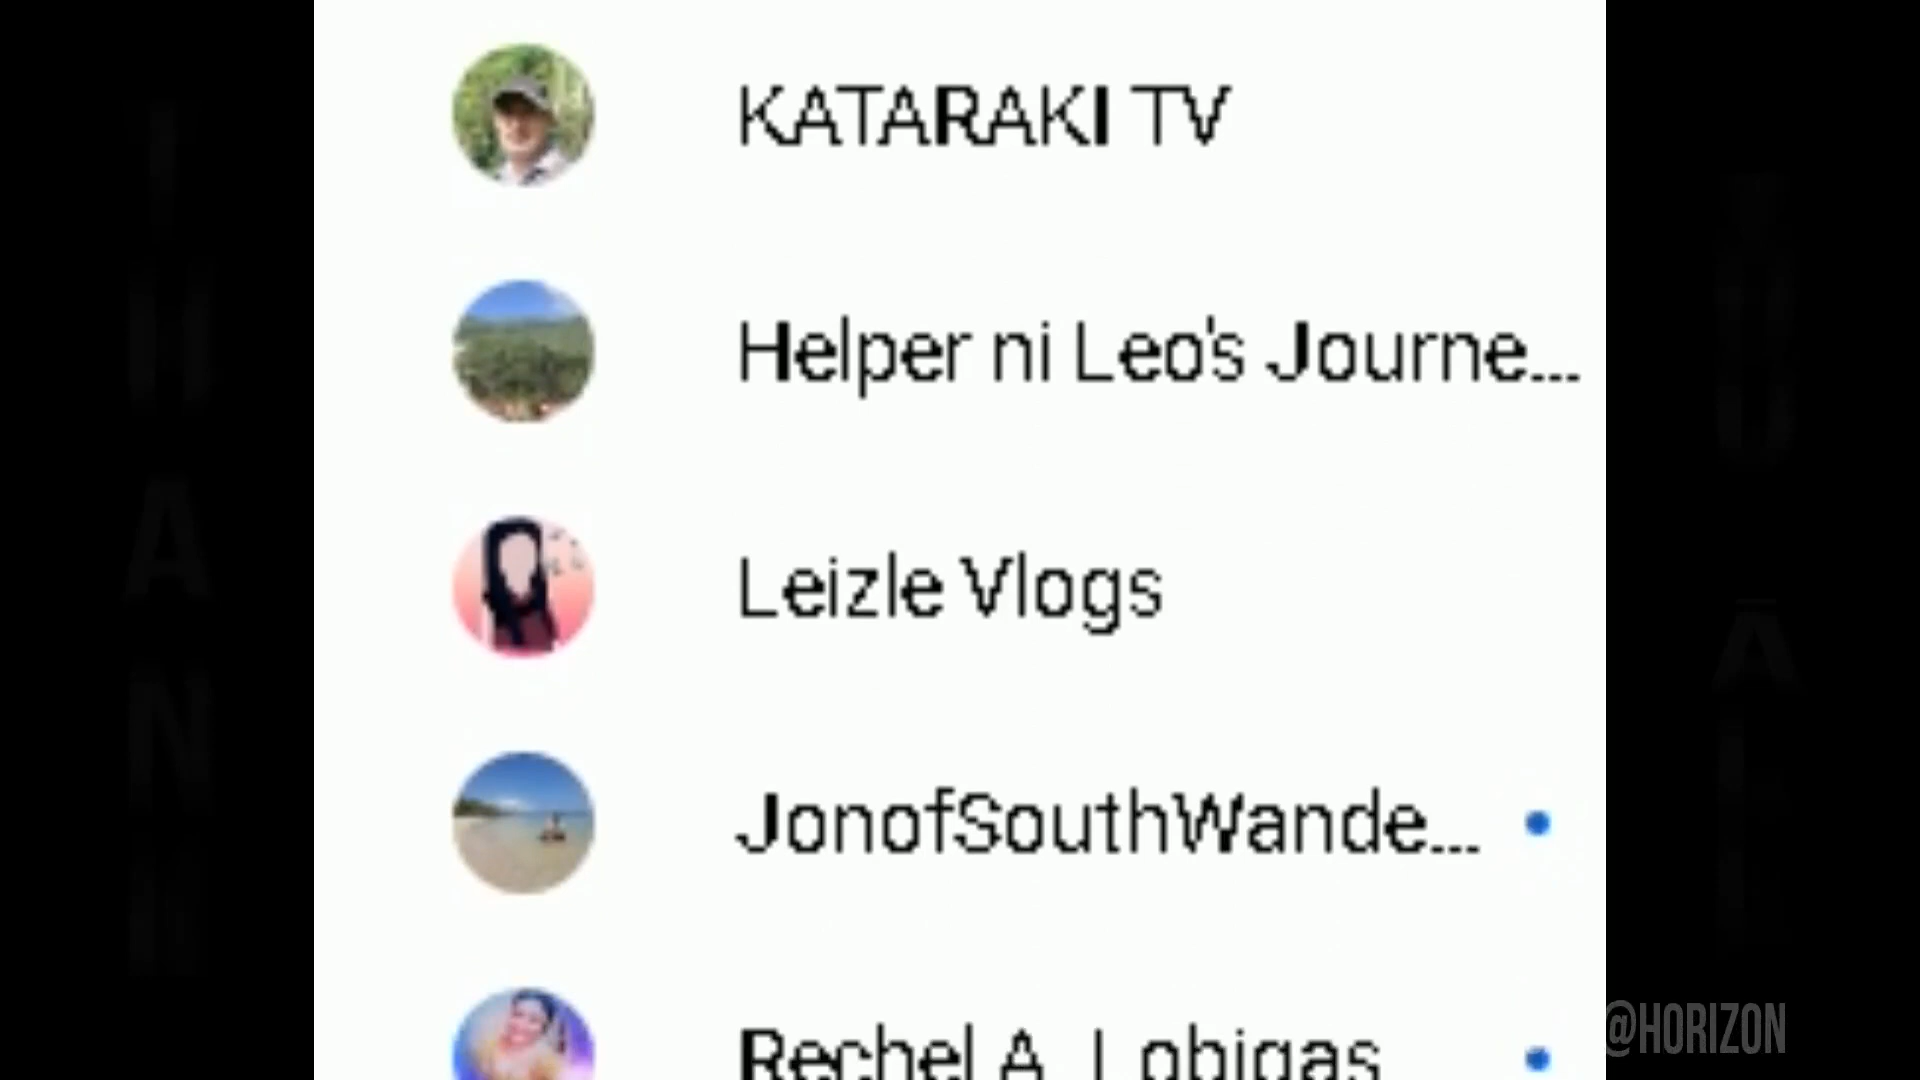 KATARAKI TV
Helper ni Leo's Journe...
Leizle Vlogs
JonofSouthWande...
Rechel A. Lobigas
@HORIZON